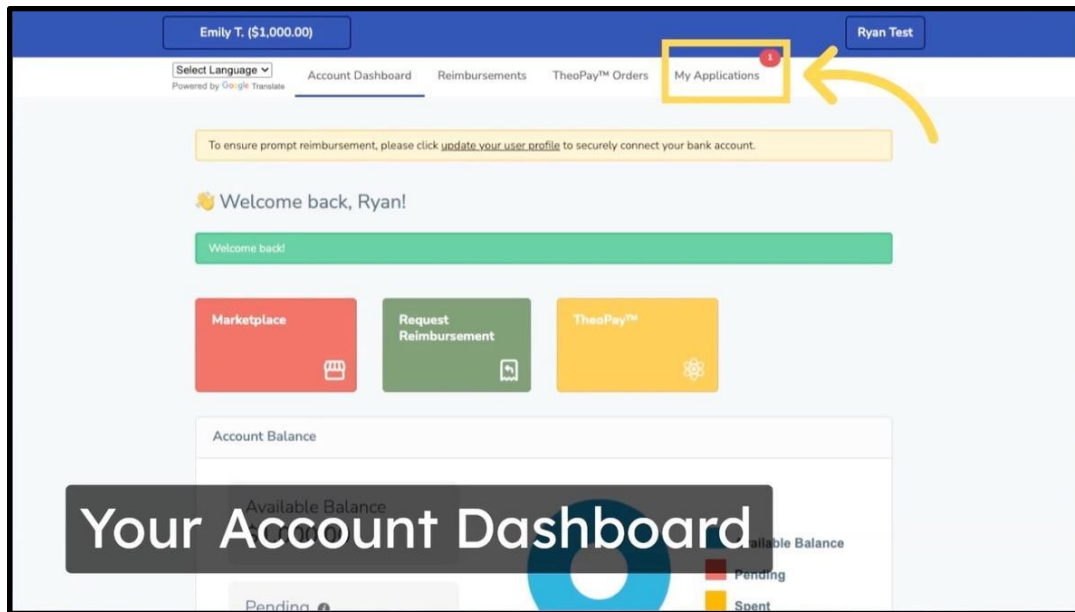 Emily T. ($1,000.00)
Ryan Test
Select Language
Powered by Google Translate
Account Dashboard
Reimbursements
TheoPay™ Orders
My Applications
1
To ensure prompt reimbursement, please click update your user profile to securely connect your bank account.
Welcome back, Ryan!
Welcome back!
Marketplace
Request
Reimbursement
TheoPay™
Account Balance
Available Balance
Your Account Dashboard
Available Balance
Pending
Pending
Spent